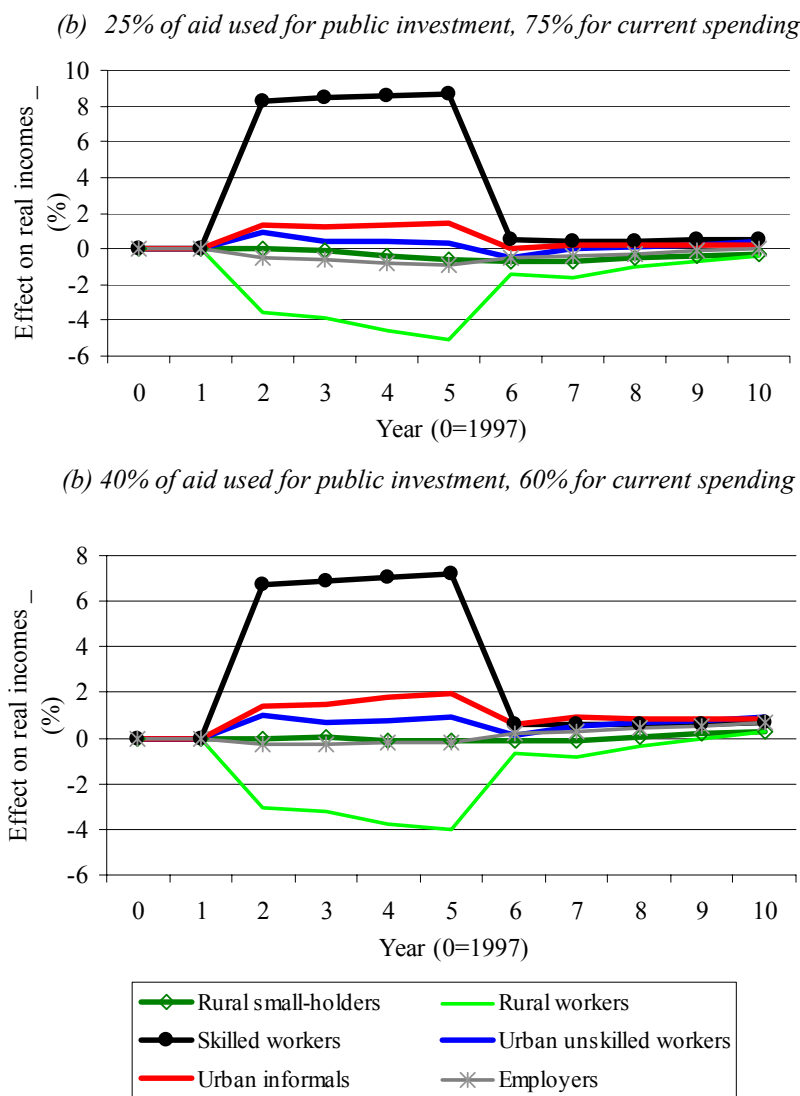 (b) 25% of aid used for public investment, 75% for current spending
Effect on real incomes _
(%)
10
8
6
4
2
0
-2
-4
-6
0 1 2 3 4 5 6 7 8 9 10
Year (0=1997)
(b) 40% of aid used for public investment, 60% for current spending
Effect on real incomes _
(%)
8
6
4
2
0
-2
-4
-6
0 1 2 3 4 5 6 7 8 9 10
Year (0=1997)
Rural small-holders Rural workers
Skilled workers Urban unskilled workers
Urban informals Employers